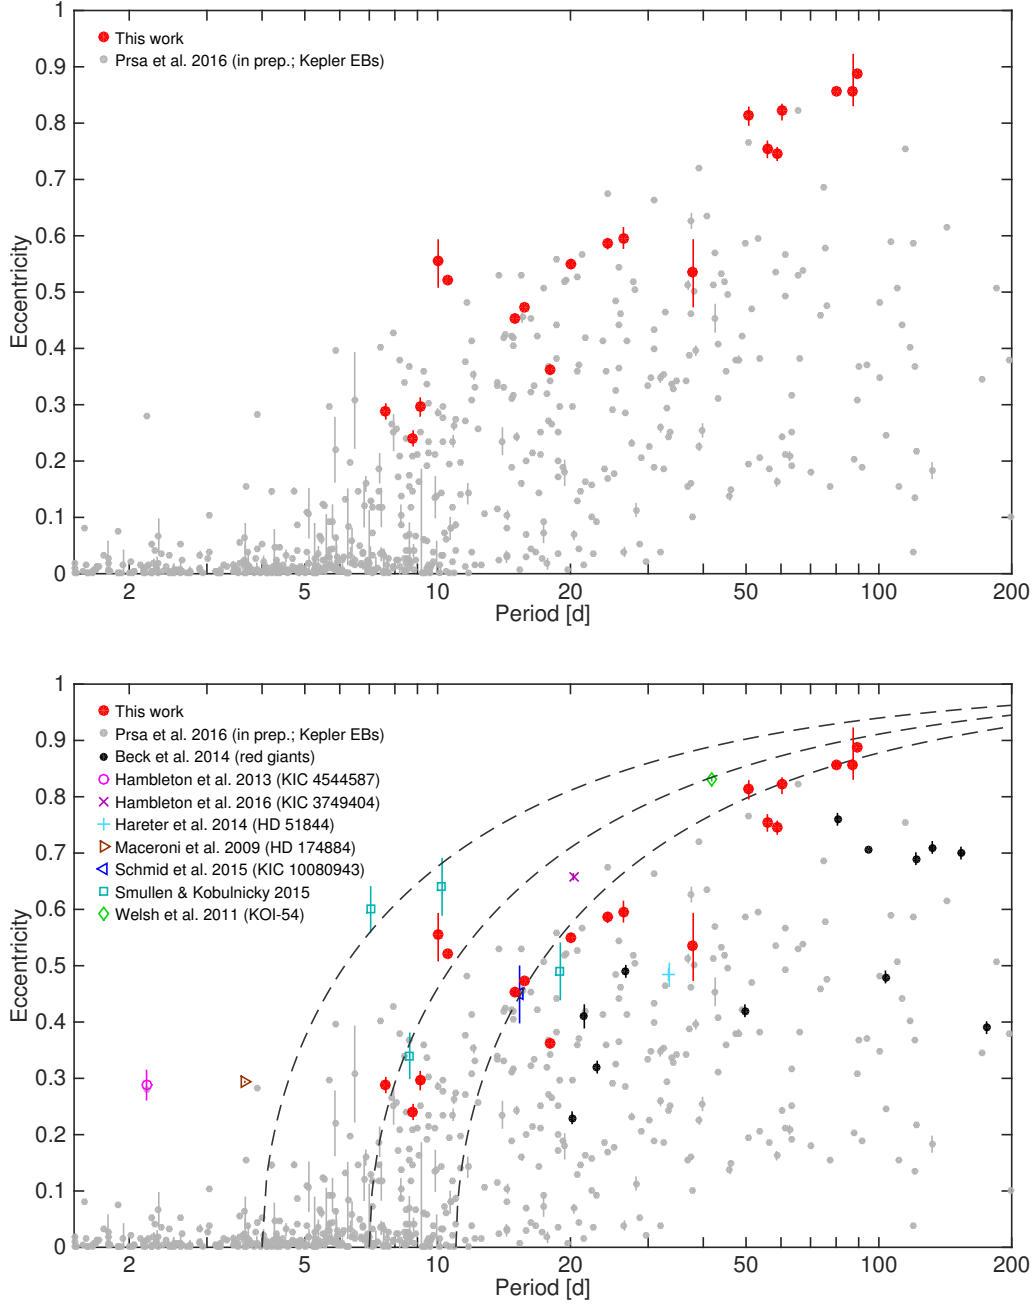 1
This work
Prsa et al. 2016 (in prep.; Kepler EBs)
0.9
0.8
0.7
0.6
0.5
0.4
0.3
0.2
0.1
0
Eccentricity
2 5 10 20 50 100 200
Period [d]
1
This work
Prsa et al. 2016 (in prep.; Kepler EBs)
Beck et al. 2014 (red giants)
Hambleton et al. 2013 (KIC 4544587)
Hambleton et al. 2016 (KIC 3749404)
Hareter et al. 2014 (HD 51844)
Maceroni et al. 2009 (HD 174884)
Schmid et al. 2015 (KIC 10080943)
Smullen & Kobulnicky 2015
Welsh et al. 2011 (KOI-54)
0.9
0.8
0.7
0.6
0.5
0.4
0.3
0.2
0.1
0
Eccentricity
2 5 10 20 50 100 200
Period [d]